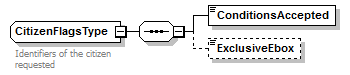 CitizenFlagsType
ConditionsAccepted
ExclusiveEbox
Identifiers of the citizen
requested